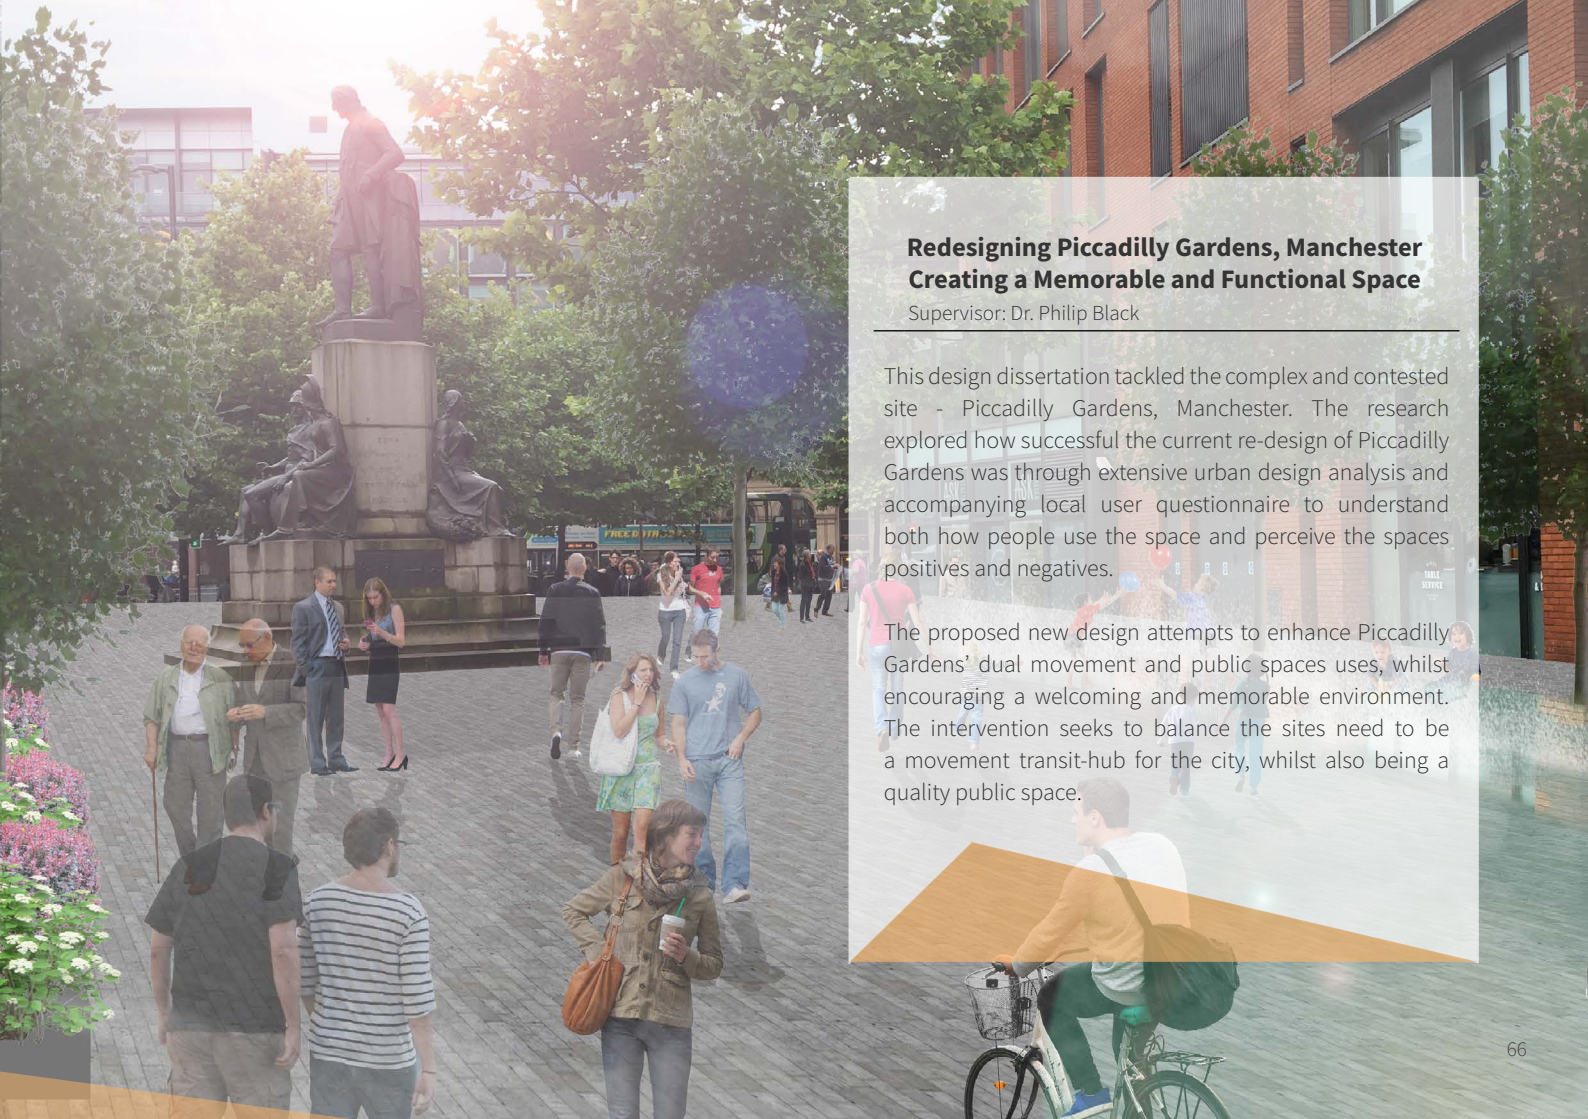 Redesigning Piccadilly Gardens, Manchester
Creating a Memorable and Functional Space
Supervisor: Dr. Philip Black
This design dissertation tackled the complex and contested
site - Piccadilly Gardens, Manchester. The research
explored how successful the current re-design of Piccadilly
Gardens was through extensive urban design analysis and
accompanying local user questionnaire to understand
both how people use the space and perceive the spaces
positives and negatives.
The proposed new design attempts to enhance Piccadilly
Gardens’ dual movement and public spaces uses, whilst
encouraging a welcoming and memorable environment.
The intervention seeks to balance the sites need to be
a movement transit-hub for the city, whilst also being a
quality public space.
TABLE
SERVICE
66